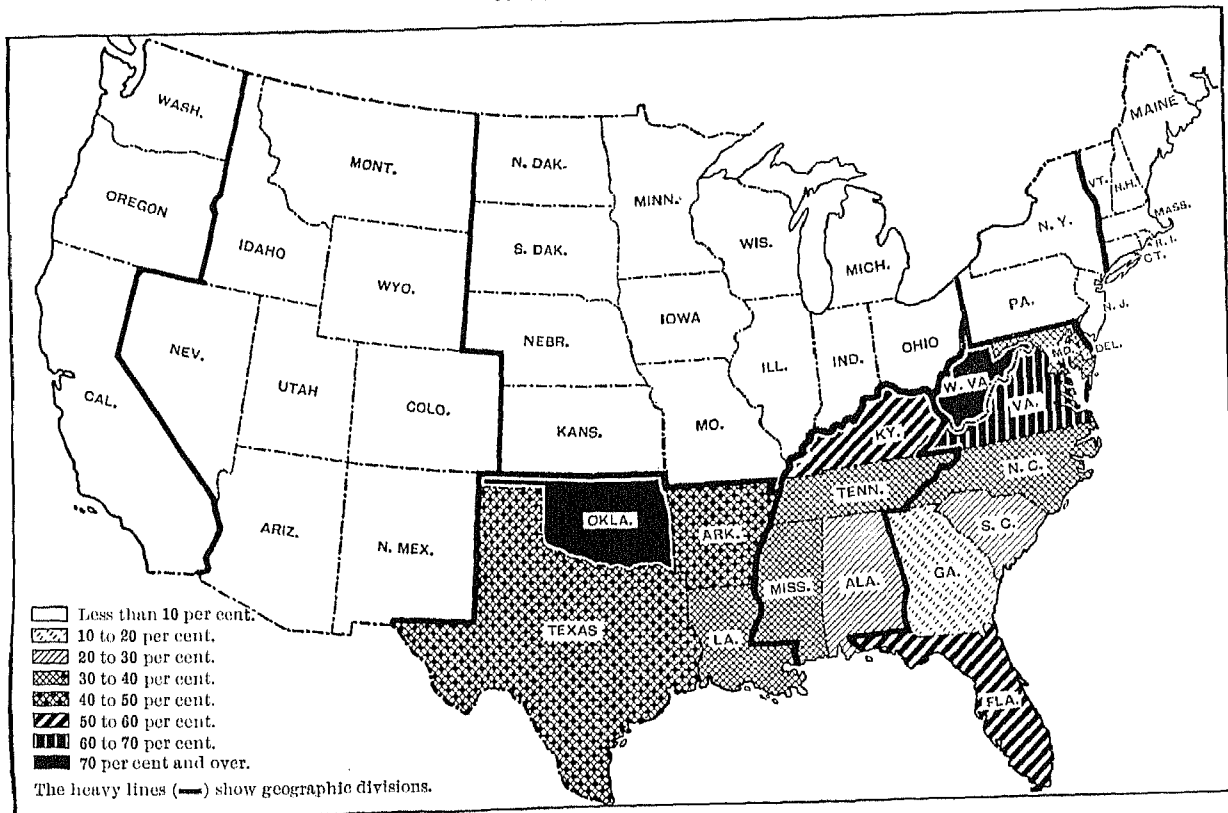 WASH.
MONT.
N. DAK.
MINN.
MAINE
VT.
N.H.
OREGON
IDAHO
S. DAK.
WIS.
MICH.
N. Y.
MASS.
R. I.
CT.
WYO.
NEBR.
IOWA
PA.
N. J.
NEV.
UTAH
COLO.
KANS.
MO.
ILL.
IND.
OHIO
MD.
DEL.
CAL.
W. VA.
VA.
KY.
N. C.
TENN.
ARIZ.
N. MEX.
OKLA.
ARK.
S. C.
MISS.
ALA.
GA.
TEXAS
LA.
FLA.
Less than 10 per cent.
10 to 20 per cent.
20 to 30 per cent.
30 to 40 per cent.
40 to 50 per cent.
50 to 60 per cent.
60 to 70 per cent.
70 per cent and over.
The heavy lines (▬) show geographic divisions.